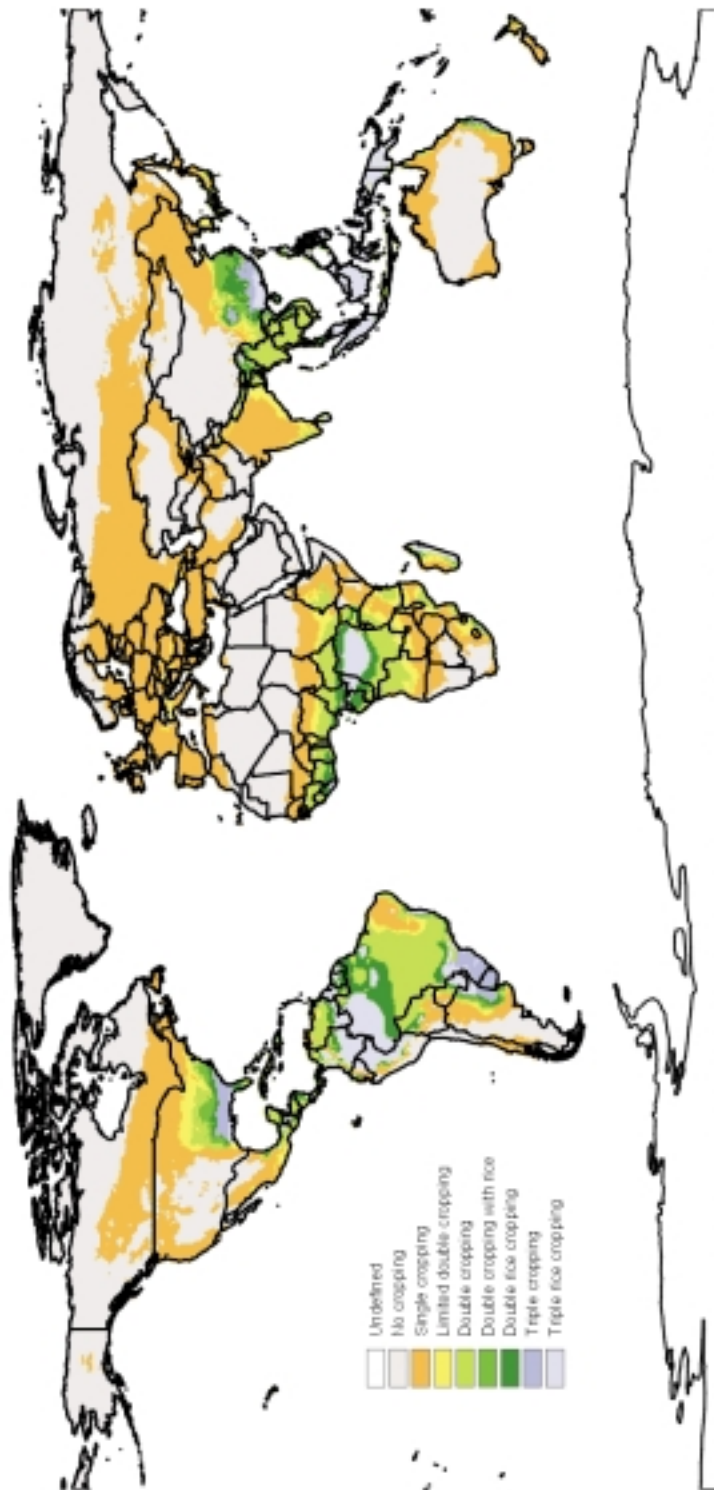 Undefined
No cropping
Single cropping
Limited double cropping
Double cropping
Double cropping with rice
Double rice cropping
Triple cropping
Triple rice cropping